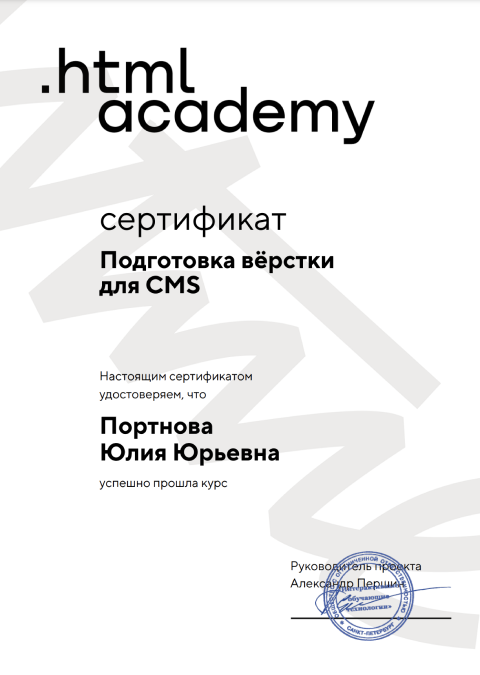 .html
academy
сертификат
Подготовка вёрстки
для CMS
Настоящим сертификатом
удостоверяем, что
Портнова
Юлия Юрьевна
успешно прошла курс
Руководитель проекта
Александр Першин
«Интерактивные
обучающие
технологии»
САНКТ-ПЕТЕРБУРГ